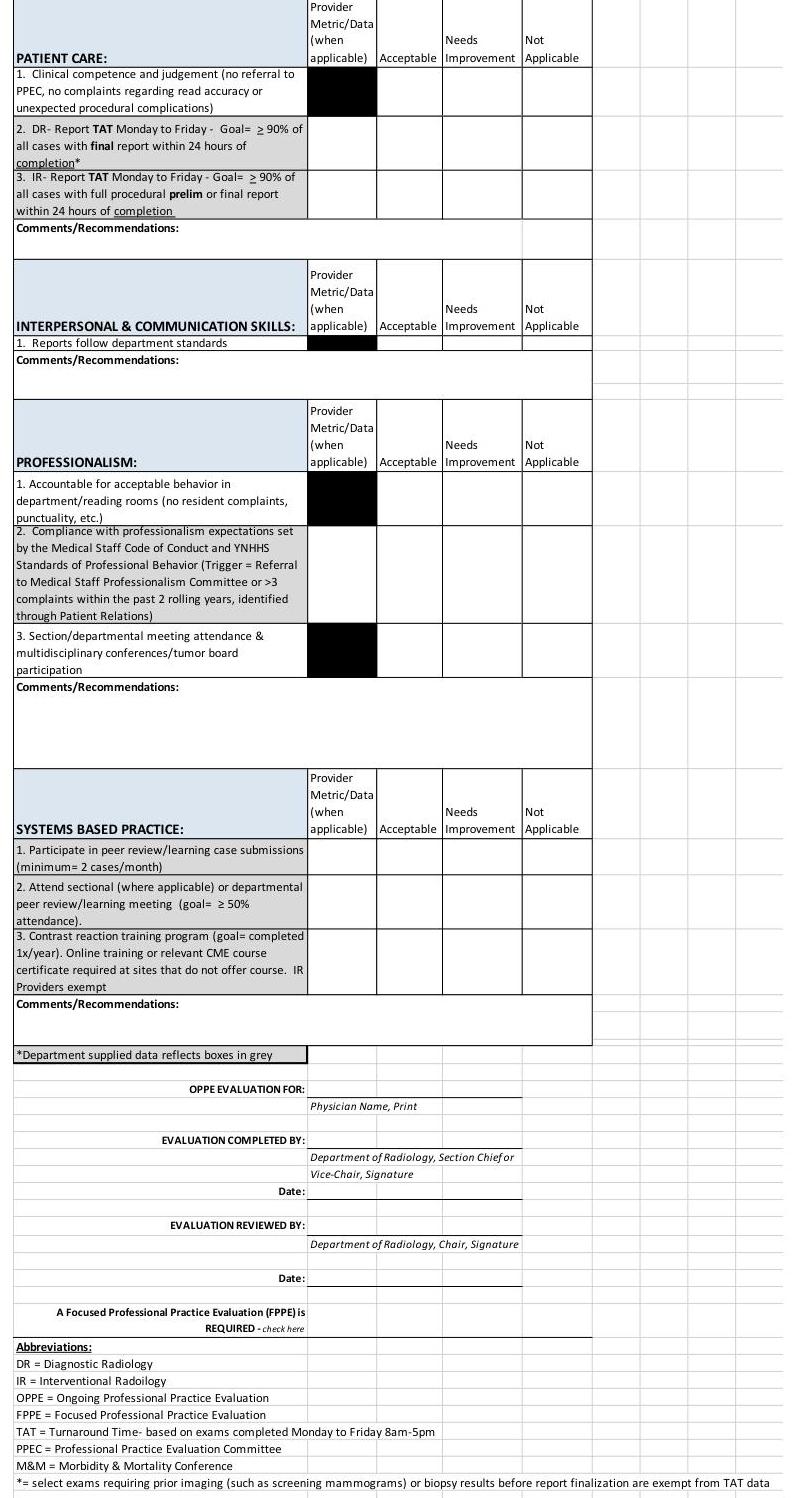 Provider
Metric/Data
(when
applicable)
Acceptable
Needs
Improvement
Not
Applicable
PATIENT CARE:
1.  Clinical competence and judgement (no referral to
PPEC, no complaints regarding read accuracy or
unexpected procedural complications)
2.  DR- Report TAT Monday to Friday -  Goal=  ≥ 90% of
all cases with final report within 24 hours of
completion*
3.  IR- Report TAT Monday to Friday - Goal=  ≥ 90% of
all cases with full procedural prelim or final report
within 24 hours of completion
Comments/Recommendations:
Provider
Metric/Data
(when
applicable)
Acceptable
Needs
Improvement
Not
Applicable
INTERPERSONAL & COMMUNICATION SKILLS:
1.  Reports follow department standards
Comments/Recommendations:
Provider
Metric/Data
(when
applicable)
Acceptable
Needs
Improvement
Not
Applicable
PROFESSIONALISM:
1. Accountable for acceptable behavior in
department/reading rooms (no resident complaints,
punctuality, etc.)
2.  Compliance with professionalism expectations set
by the Medical Staff Code of Conduct and YNHHS
Standards of Professional Behavior (Trigger = Referral
to Medical Staff Professionalism Committee or >3
complaints within the past 2 rolling years, identified
through Patient Relations)
3. Section/departmental meeting attendance &
multidisciplinary conferences/tumor board
participation
Comments/Recommendations:
Provider
Metric/Data
(when
applicable)
Acceptable
Needs
Improvement
Not
Applicable
SYSTEMS BASED PRACTICE:
1. Participate in peer review/learning case submissions
(minimum= 2 cases/month)
2. Attend sectional (where applicable) or departmental
peer review/learning meeting  (goal=  ≥ 50%
attendance).
3. Contrast reaction training program (goal= completed
1x/year). Online training or relevant CME course
certificate required at sites that do not offer course.  IR
Providers exempt
Comments/Recommendations:
*Department supplied data reflects boxes in grey
OPPE EVALUATION FOR:
Physician Name, Print
EVALUATION COMPLETED BY:
Department of Radiology, Section Chief or
Vice-Chair, Signature
Date:
EVALUATION REVIEWED BY:
Department of Radiology, Chair, Signature
Date:
A Focused Professional Practice Evaluation (FPPE) is
REQUIRED - check here
Abbreviations:
DR = Diagnostic Radiology
IR = Interventional Radoilogy
OPPE = Ongoing Professional Practice Evaluation
FPPE = Focused Professional Practice Evaluation
TAT = Turnaround Time- based on exams completed Monday to Friday 8am-5pm
PPEC = Professional Practice Evaluation Committee
M&M = Morbidity & Mortality Conference
*= select exams requiring prior imaging (such as screening mammograms) or biopsy results before report finalization are exempt from TAT data